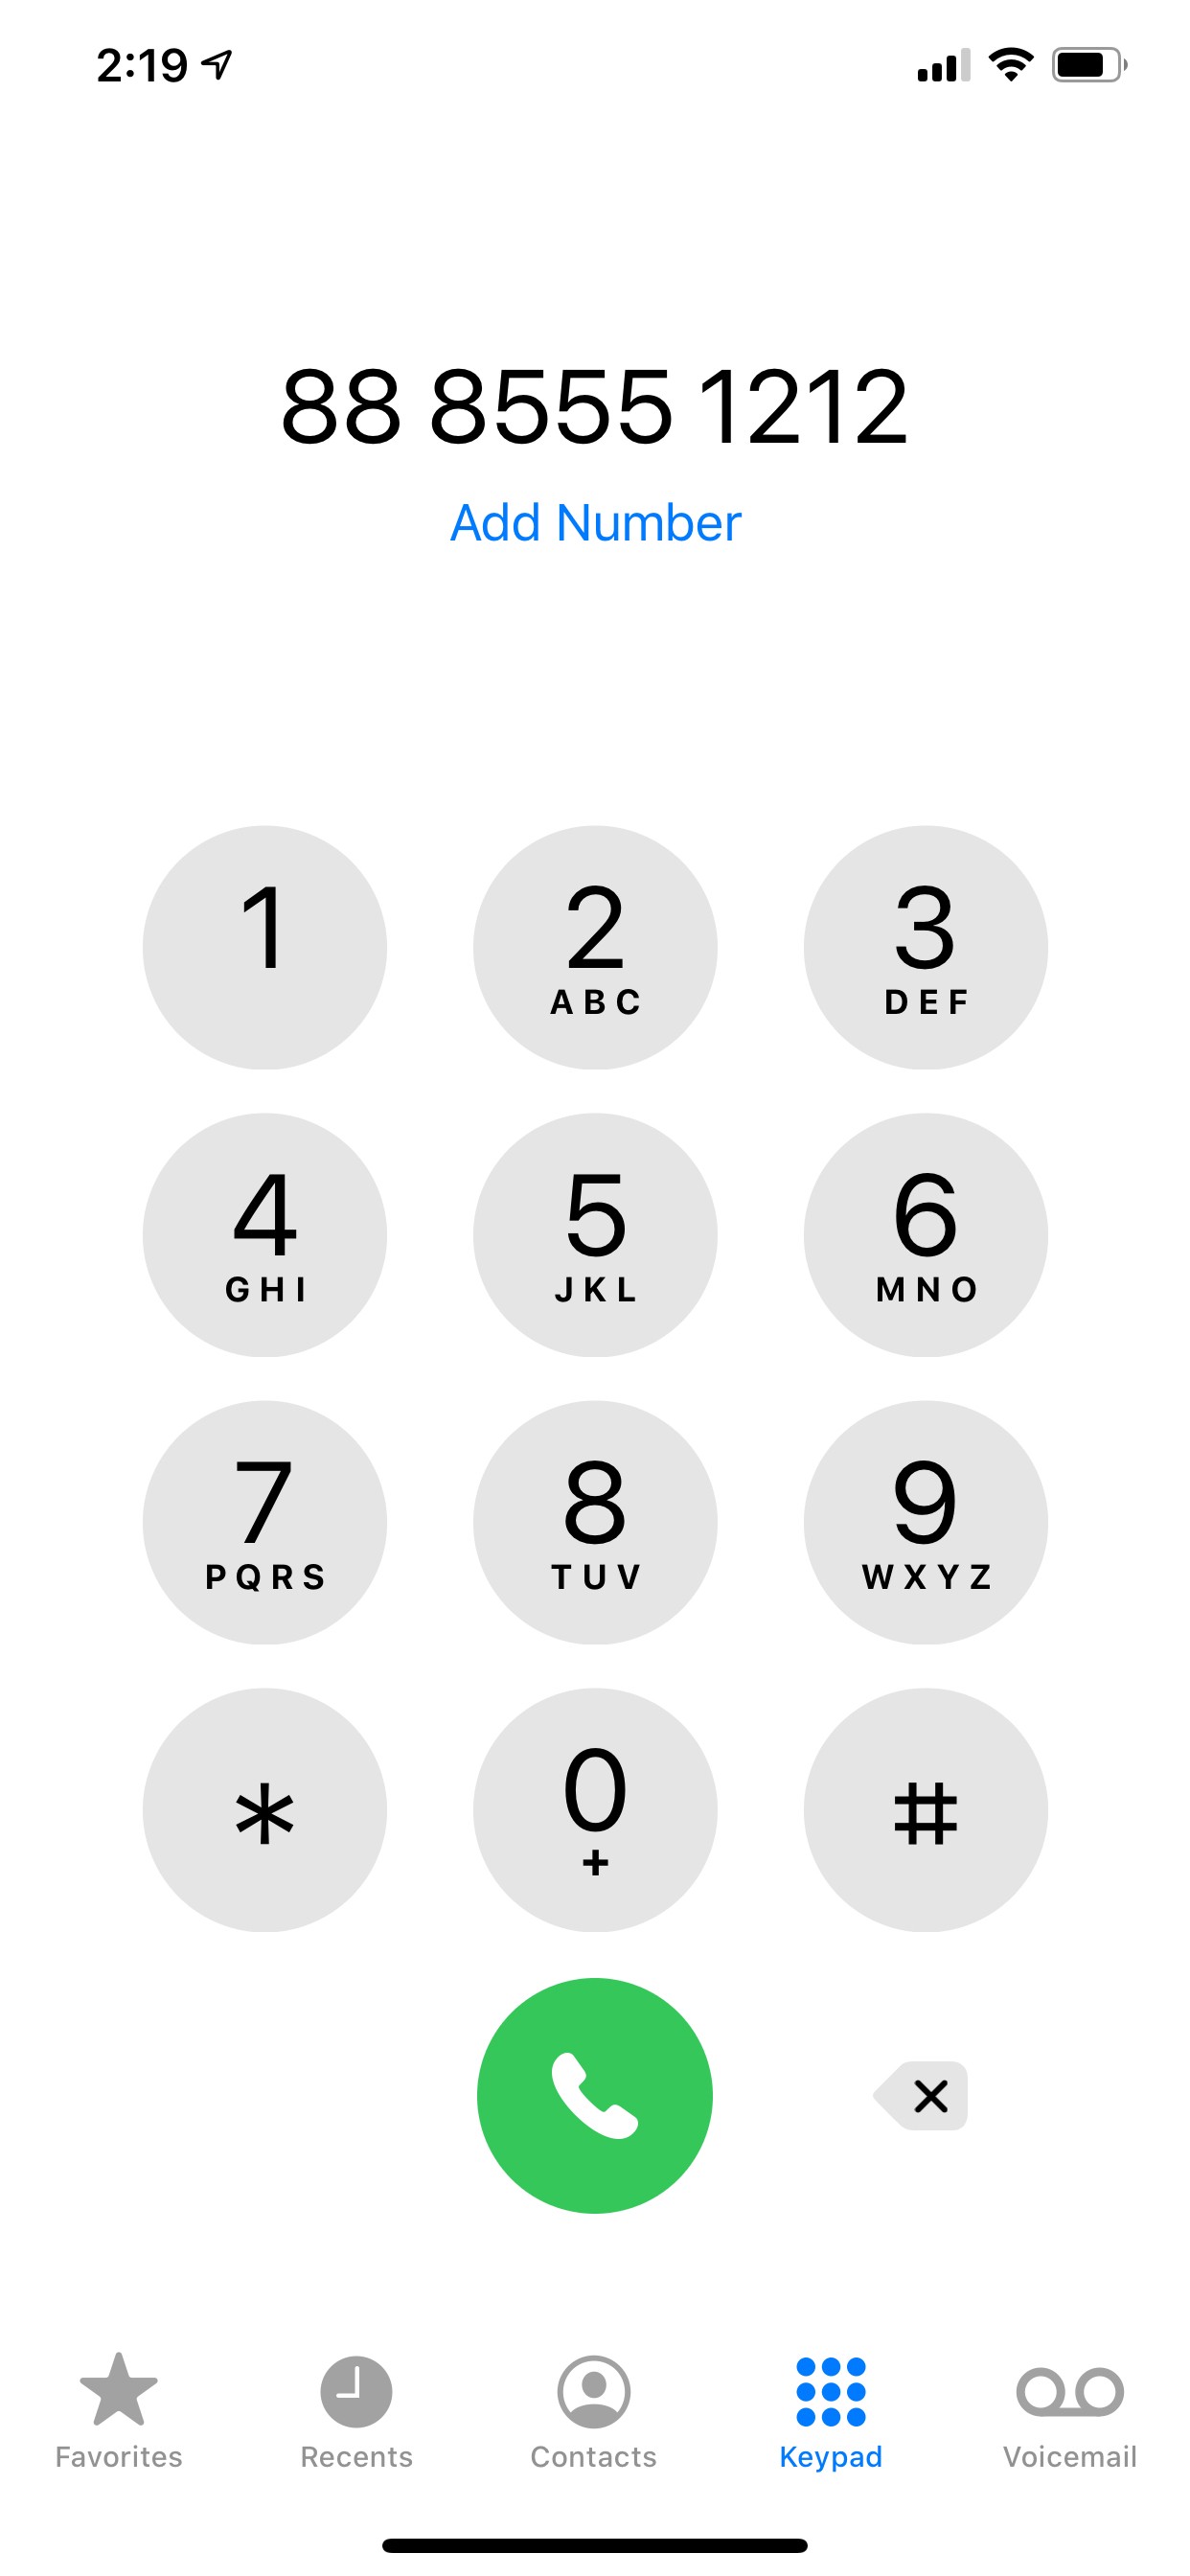 2:19
88 8555 1212
Add Number
1 2 3
ABC DEF
4 5 6
GHI JKL MNO
7 8 9
PQRS TUV WXYZ
* 0 #
+
Favorites Recents Contacts Keypad Voicemail